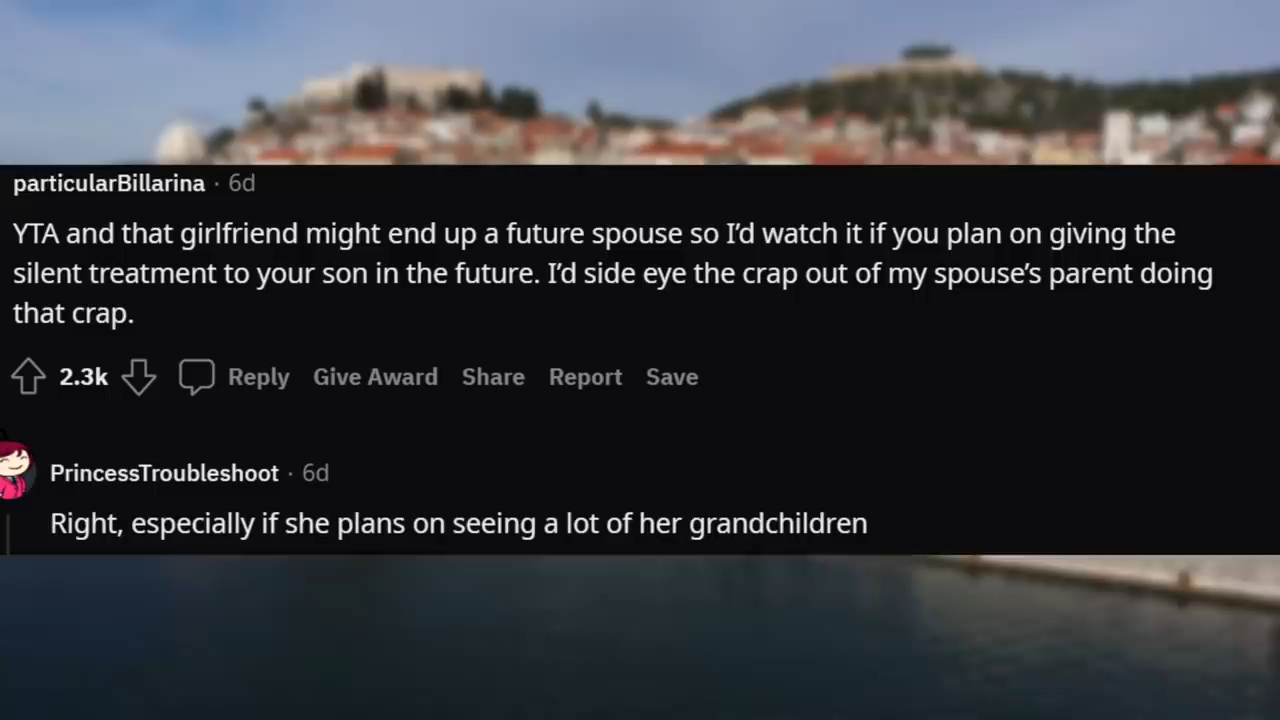 particularBillarina · 6d
YTA and that girlfriend might end up a future spouse so I’d watch it if you plan on giving the
silent treatment to your son in the future. I’d side eye the crap out of my spouse’s parent doing
that crap.
2.3k Reply Give Award Share Report Save
PrincessTroubleshoot · 6d
Right, especially if she plans on seeing a lot of her grandchildren